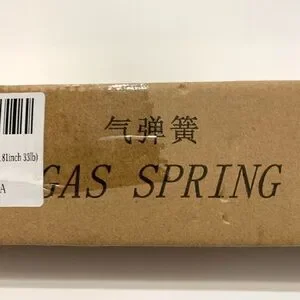 气弹簧
GAS SPRING
.81inch 33lb)
A